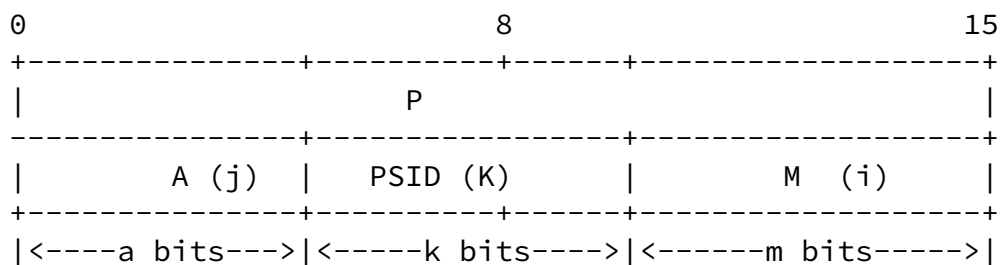 0                          8                         15
+---------------+----------+------+-------------------+
|                     P                               |
----------------+-----------------+-------------------+
|        A (j)  |   PSID (K)      |        M  (i)     |
+---------------+----------+------+-------------------+
|<----a bits--->|<-----k bits---->|<------m bits----->|